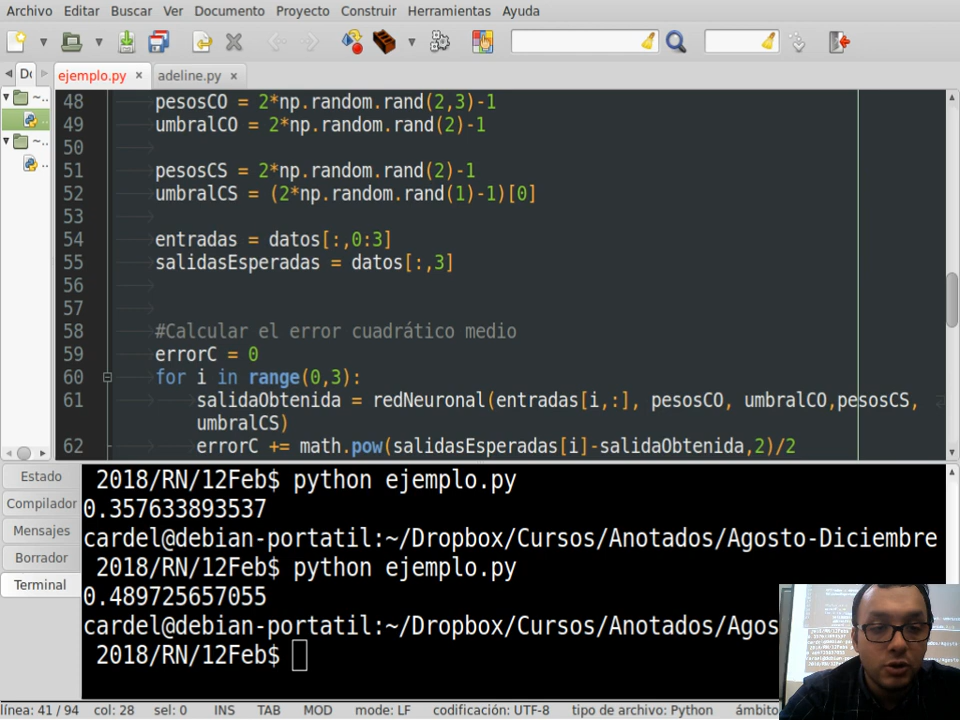 Archivo Editar Buscar Ver Documento Proyecto Construir Herramientas Ayuda
ejemplo.py × adeline.py ×
48 pesosCO = 2*np.random.rand(2,3)-1
49 umbralCO = 2*np.random.rand(2)-1
50
51 pesosCS = 2*np.random.rand(2)-1
52 umbralCS = (2*np.random.rand(1)-1)[0]
53
54 entradas = datos[:,0:3]
55 salidasEsperadas = datos[:,3]
56
57
58 #Calcular el error cuadrático medio
59 errorC = 0
60 for i in range(0,3):
61 salidaObtenida = redNeuronal(entradas[i,:], pesosCO, umbralCO,pesosCS,
umbralCS)
62 errorC += math.pow(salidasEsperadas[i]-salidaObtenida,2)/2
Estado
Compilador
Mensajes
Borrador
Terminal
2018/RN/12Feb$ python ejemplo.py
0.357633893537
cardel@debian-portatil:~/Dropbox/Cursos/Anotados/Agosto-Diciembre
2018/RN/12Feb$ python ejemplo.py
0.489725657055
cardel@debian-portatil:~/Dropbox/Cursos/Anotados/Agos
2018/RN/12Feb$
línea: 41 / 94 col: 28 sel: 0 INS TAB MOD mode: LF codificación: UTF-8 tipo de archivo: Python ámbito